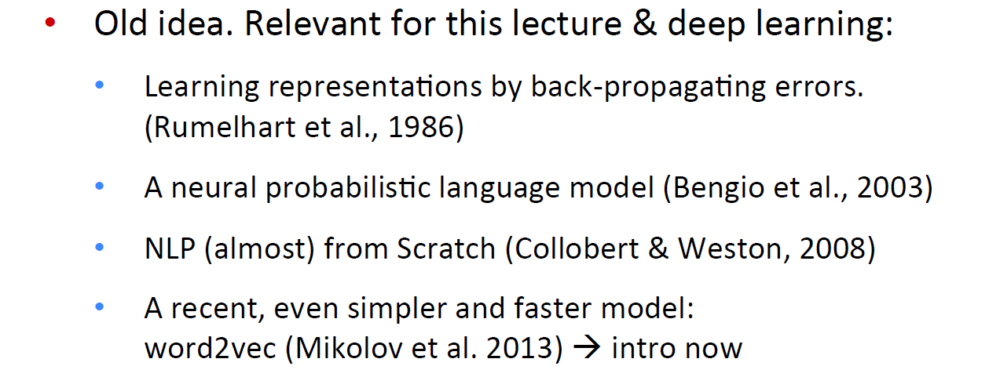 • Old idea. Relevant for this lecture & deep learning:
• Learning representations by back-propagating errors.
(Rumelhart et al., 1986)
• A neural probabilistic language model (Bengio et al., 2003)
• NLP (almost) from Scratch (Collobert & Weston, 2008)
• A recent, even simpler and faster model:
word2vec (Mikolov et al. 2013) → intro now